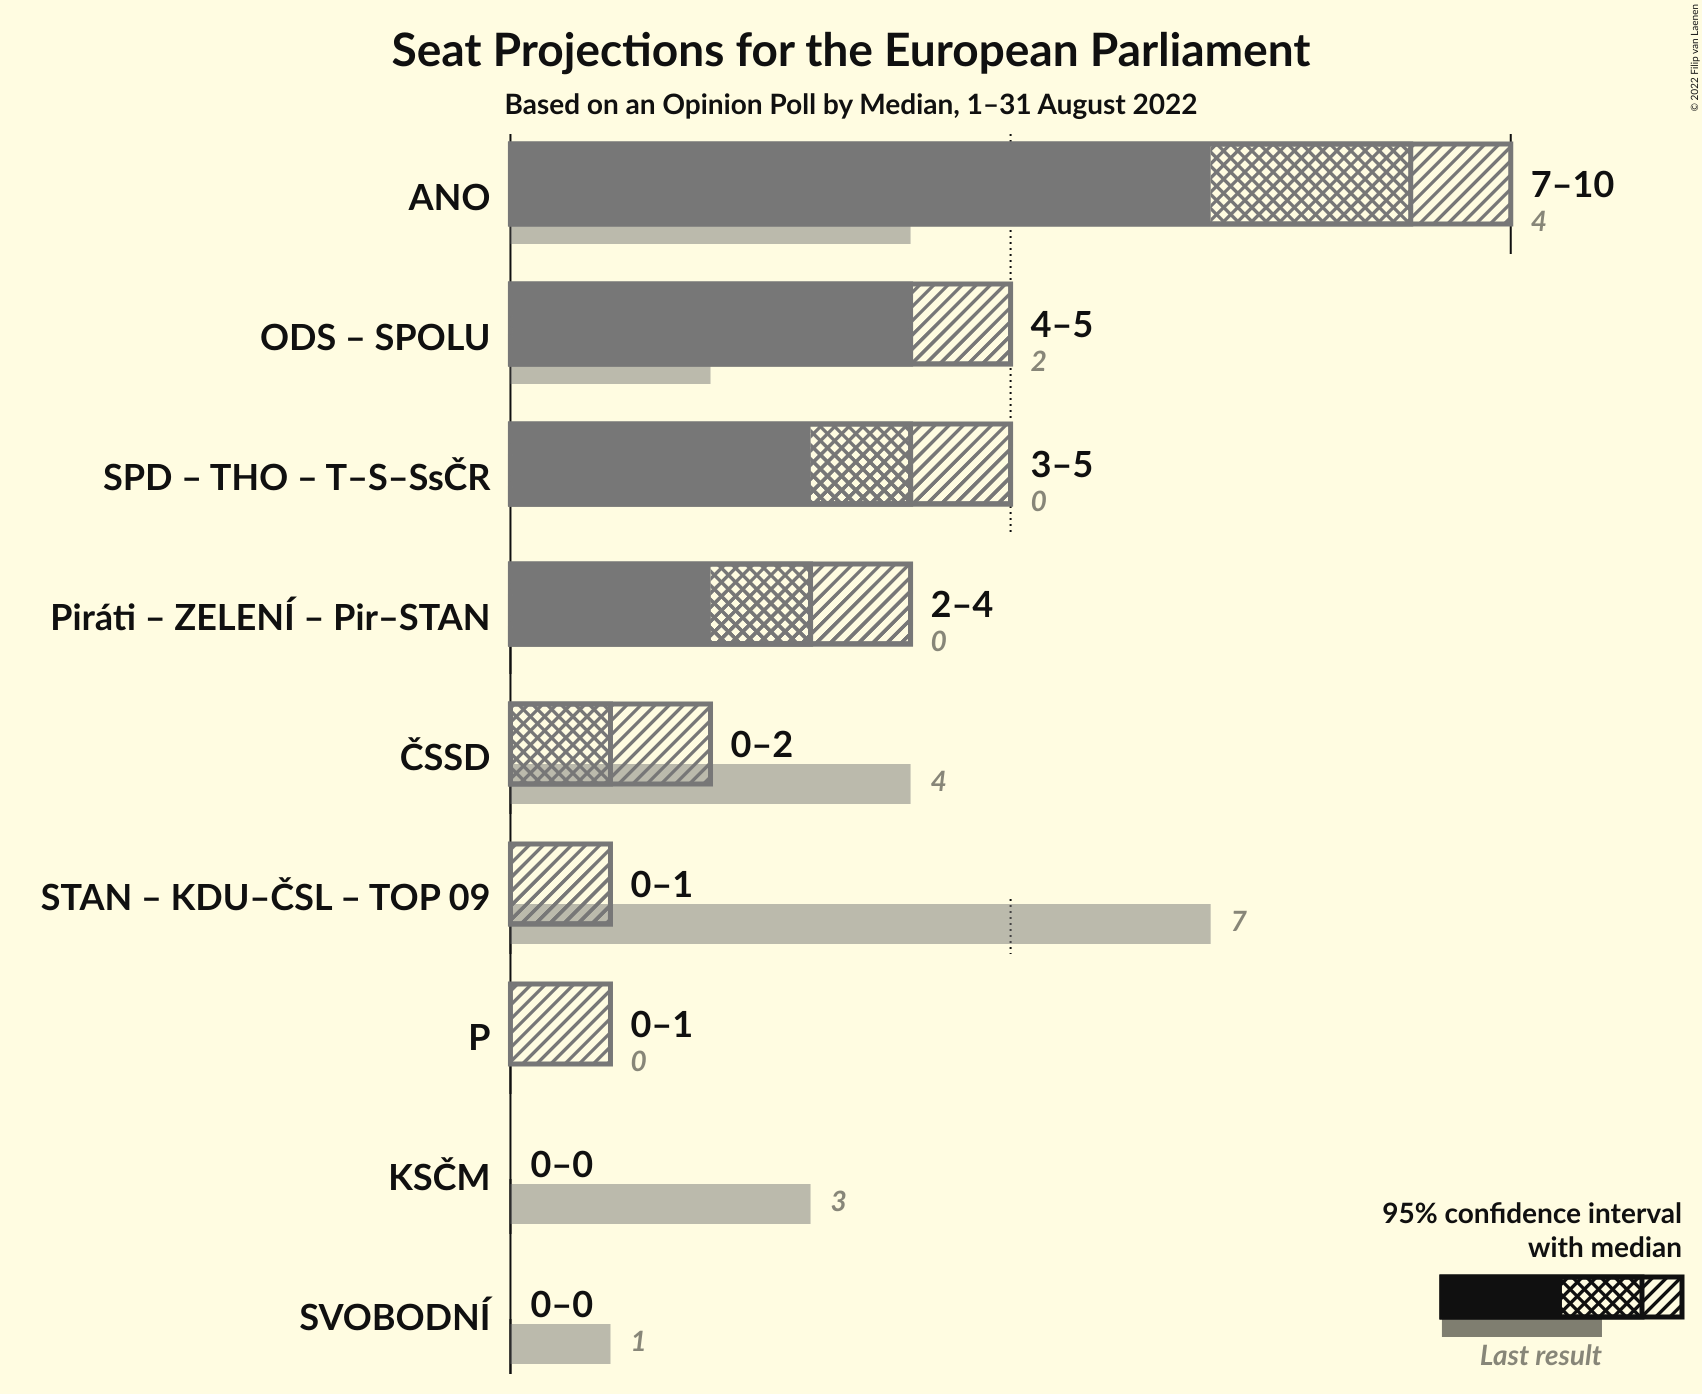 Seat Projections for the European Parliament
Based on an Opinion Poll by Median, 1–31 August 2022
© 2022 Filip van Laenen
ANO
7–10
4
ODS – SPOLU
4–5
2
SPD – THO – T–S–SsČR
3–5
0
Piráti – ZELENÍ – Pir–STAN
2–4
0
ČSSD
0–2
4
STAN – KDU–ČSL – TOP 09
0–1
7
P
0–1
0
KSČM
0–0
3
SVOBODNÍ
0–0
1
95% confidence interval
with median
Last result